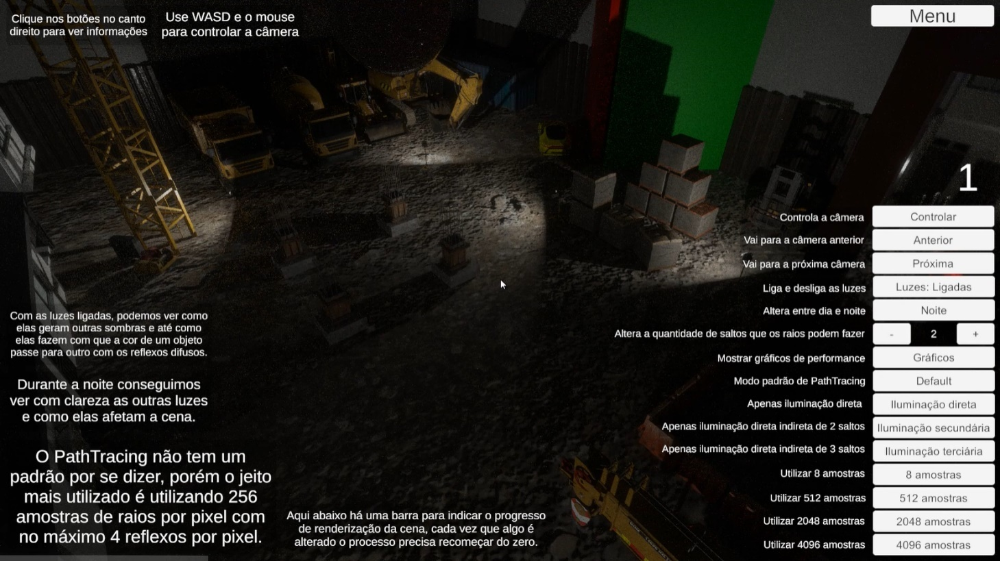 Clique nos botões no canto
direito para ver informações
Use WASD e o mouse
para controlar a câmera
Menu
1
Controla a câmera
Controlar
Vai para a câmera anterior
Anterior
Vai para a próxima câmera
Próxima
Liga e desliga as luzes
Luzes: Ligadas
Altera entre dia e noite
Noite
Altera a quantidade de saltos que os raios podem fazer
- 2 +
Mostrar gráficos de performance
Gráficos
Modo padrão de PathTracing
Default
Apenas iluminação direta
Iluminação direta
Apenas iluminação direta indireta de 2 saltos
Iluminação secundária
Apenas iluminação direta indireta de 3 saltos
Iluminação terciária
Utilizar 8 amostras
8 amostras
Utilizar 512 amostras
512 amostras
Utilizar 2048 amostras
2048 amostras
Utilizar 4096 amostras
4096 amostras
Com as luzes ligadas, podemos ver como
elas geram outras sombras e até como
elas fazem com que a cor de um objeto
passe para outro com os reflexos difusos.
Durante a noite conseguimos
ver com clareza as outras luzes
e como elas afetam a cena.
O PathTracing não tem um
padrão por se dizer, porém o jeito
mais utilizado é utilizando 256
amostras de raios por pixel com
no máximo 4 reflexos por pixel.
Aqui abaixo há uma barra para indicar o progresso
de renderização da cena, cada vez que algo é
alterado o processo precisa recomeçar do zero.